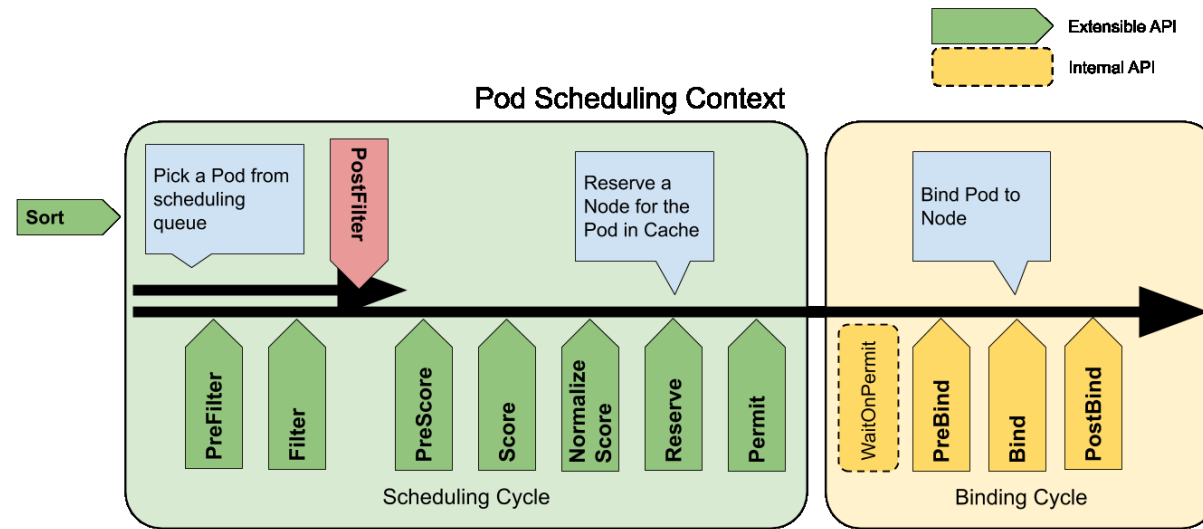 Extensible API
Internal API
Pod Scheduling Context
Sort
Pick a Pod from
scheduling
queue
PostFilter
Reserve a
Node for the
Pod in Cache
Bind Pod to
Node
PreFilter
Filter
PreScore
Score
Normalize
Score
Reserve
Permit
WaitOnPermit
PreBind
Bind
PostBind
Scheduling Cycle
Binding Cycle